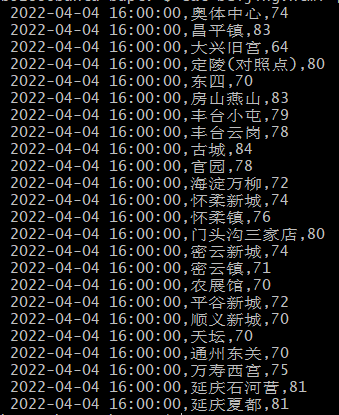 2022-04-04 16:00:00,奥体中心,74
2022-04-04 16:00:00,昌平镇,83
2022-04-04 16:00:00,大兴旧宫,64
2022-04-04 16:00:00,定陵(对照点),80
2022-04-04 16:00:00,东四,70
2022-04-04 16:00:00,房山燕山,83
2022-04-04 16:00:00,丰台小屯,79
2022-04-04 16:00:00,丰台云岗,78
2022-04-04 16:00:00,古城,84
2022-04-04 16:00:00,官园,78
2022-04-04 16:00:00,海淀万柳,72
2022-04-04 16:00:00,怀柔新城,74
2022-04-04 16:00:00,怀柔镇,76
2022-04-04 16:00:00,门头沟三家店,80
2022-04-04 16:00:00,密云新城,74
2022-04-04 16:00:00,密云镇,71
2022-04-04 16:00:00,农展馆,70
2022-04-04 16:00:00,平谷新城,72
2022-04-04 16:00:00,顺义新城,70
2022-04-04 16:00:00,天坛,70
2022-04-04 16:00:00,通州东关,70
2022-04-04 16:00:00,万寿西宫,75
2022-04-04 16:00:00,延庆石河营,81
2022-04-04 16:00:00,延庆夏都,81